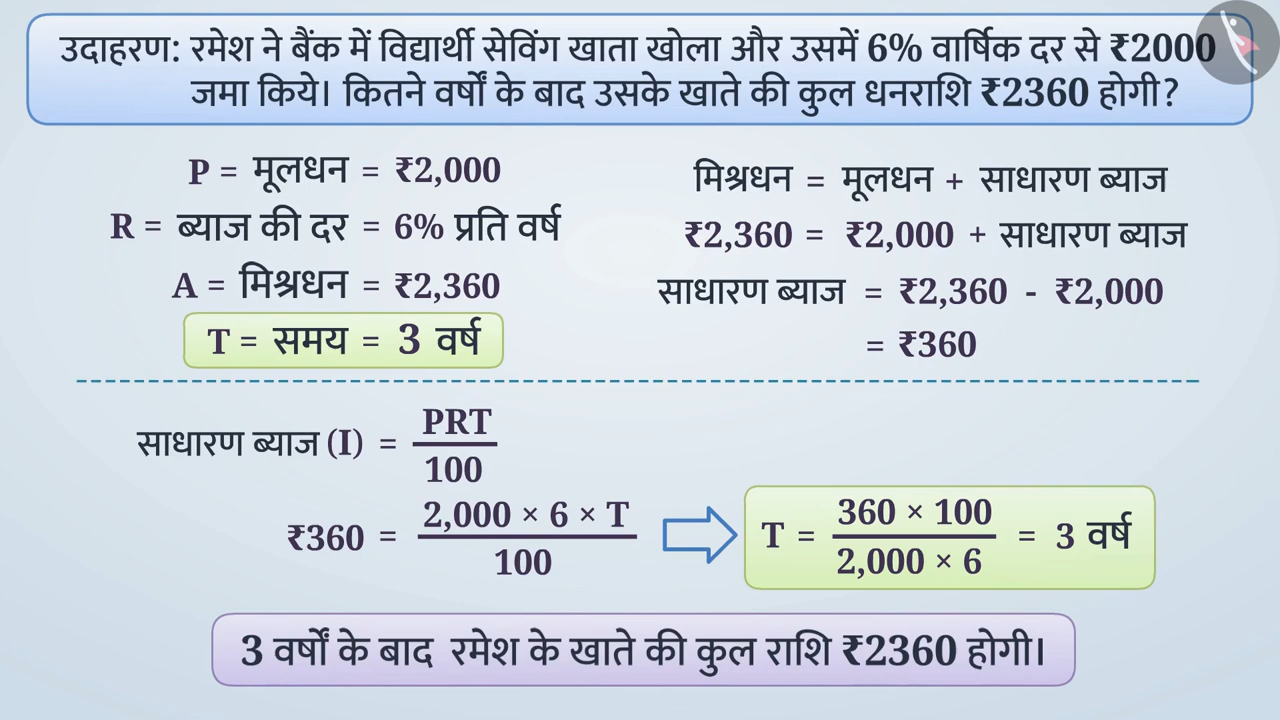 उदाहरण: रमेश ने बैंक में विद्यार्थी सेविंग खाता खोला और उसमें 6% वार्षिक दर से ₹2000
जमा किये। कितने वर्षों के बाद उसके खाते की कुल धनराशि ₹2360 होगी?
P = मूलधन = ₹2,000
R = ब्याज की दर = 6% प्रति वर्ष
A = मिश्रधन = ₹2,360
T = समय = 3 वर्ष
मिश्रधन = मूलधन + साधारण ब्याज
₹2,360 = ₹2,000 + साधारण ब्याज
साधारण ब्याज = ₹2,360 - ₹2,000
= ₹360
साधारण ब्याज (I) = PRT
100
₹360 = 2,000 × 6 × T
100
T = 360 × 100
2,000 × 6
= 3 वर्ष
3 वर्षों के बाद रमेश के खाते की कुल राशि ₹2360 होगी।